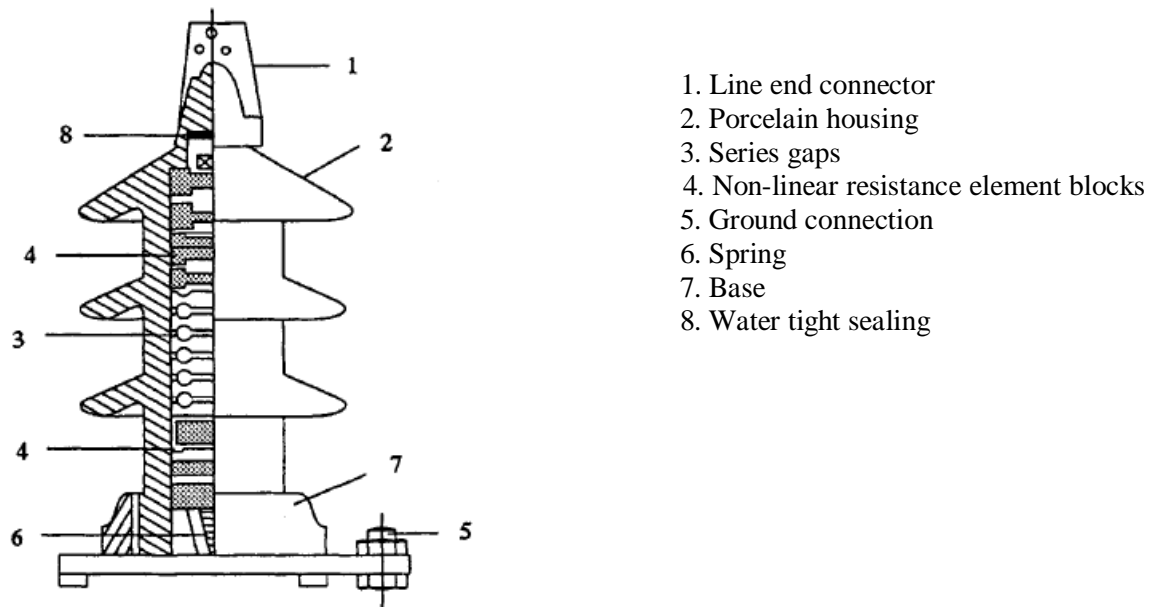 1
8
2
4
3
4
7
6
5
1. Line end connector
2. Porcelain housing
3. Series gaps
4. Non-linear resistance element blocks
5. Ground connection
6. Spring
7. Base
8. Water tight sealing